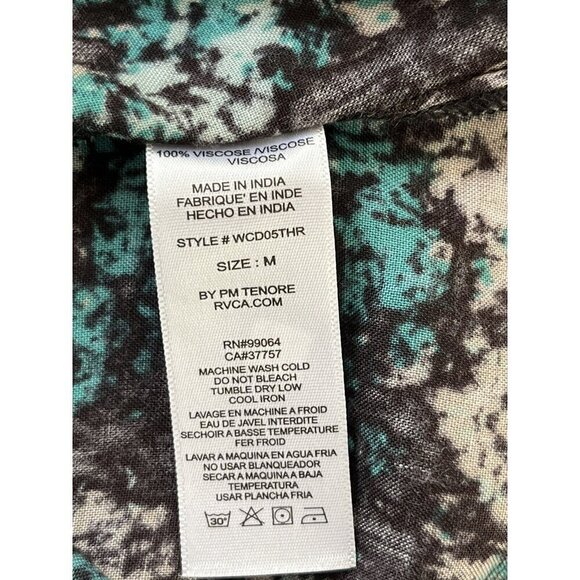 100% VISCOSE /VISCOSE
VISCOSA
MADE IN INDIA
FABRIQUE' EN INDE
HECHO EN INDIA
STYLE # WCD05THR
SIZE : M
BY PM TENORE
RVCA.COM
RN#99064
CA#37757
MACHINE WASH COLD
DO NOT BLEACH
TUMBLE DRY LOW
COOL IRON
LAVAGE EN MACHINE A FROID
EAU DE JAVEL INTERDITE
SECHOIR A BASSE TEMPERATURE
FER FROID
LAVAR A MAQUINA EN AGUA FRIA
NO USAR BLANQUEADOR
SECAR A MAQUINA A BAJA
TEMPERATURA
USAR PLANCHA FRIA
30°